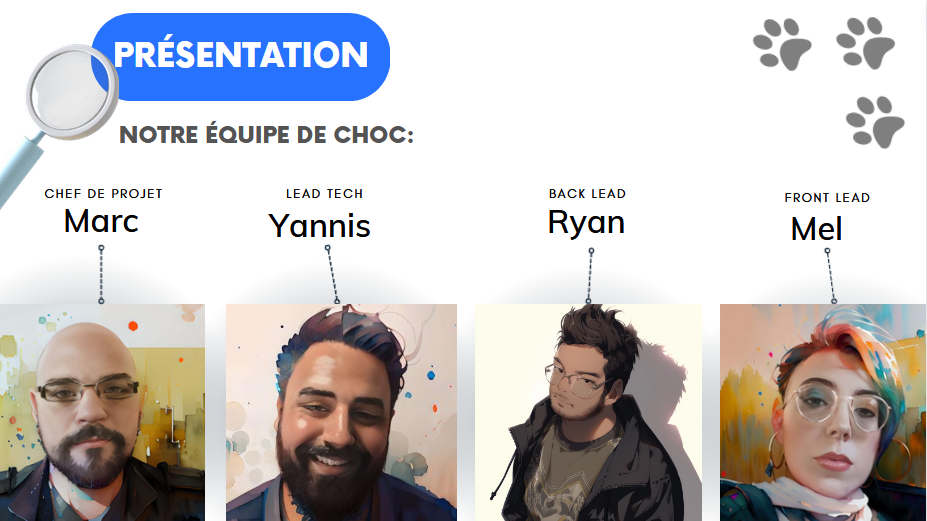 PRÉSENTATION
NOTRE ÉQUIPE DE CHOC:
CHEF DE PROJET
Marc
LEAD TECH
Yannis
BACK LEAD
Ryan
FRONT LEAD
Mel